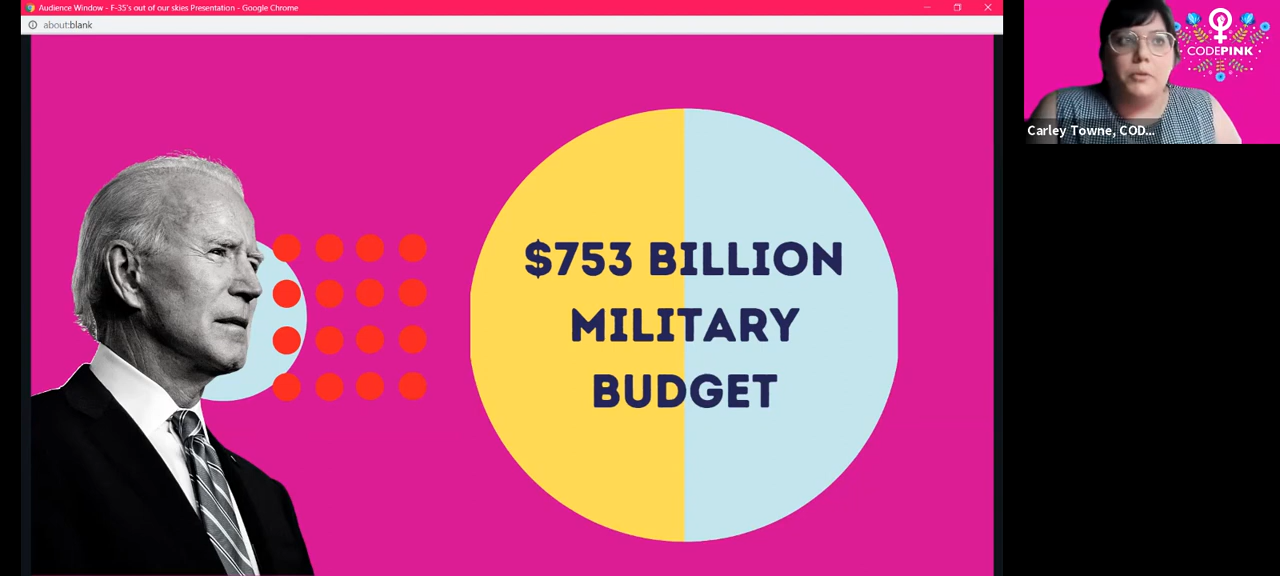 Audience Window - F-35's out of our skies Presentation - Google Chrome
about:blank
$753 BILLION
MILITARY
BUDGET
CODEPINK
Carley Towne, COD...